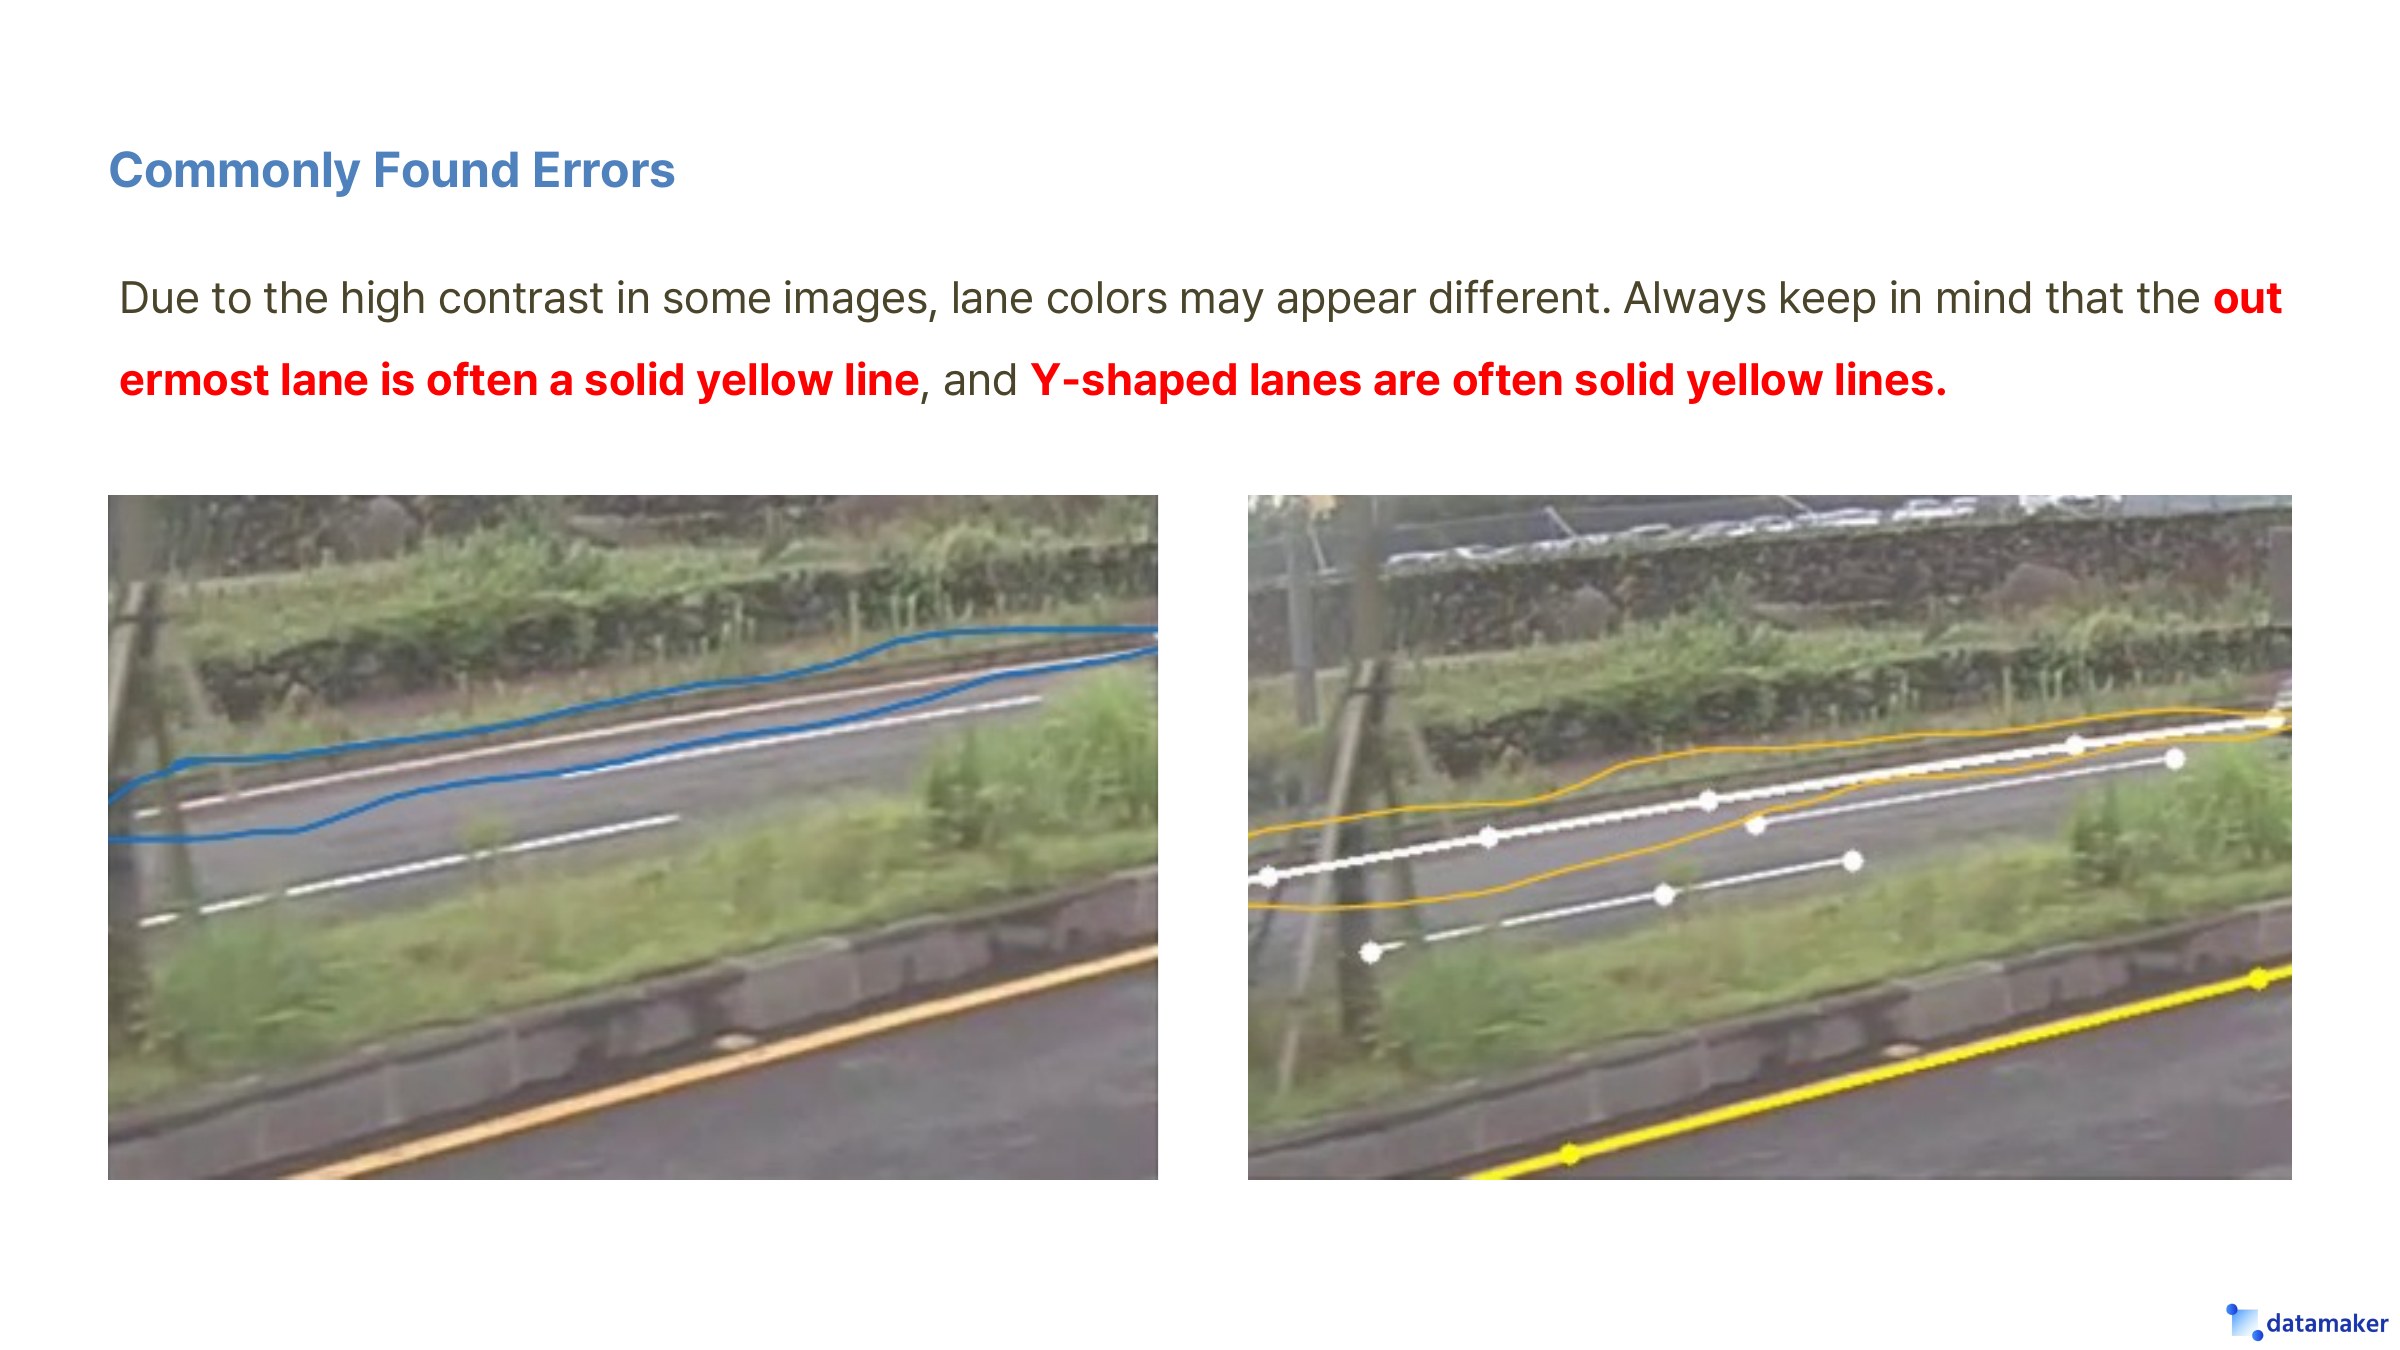 Commonly Found Errors
Due to the high contrast in some images, lane colors may appear different. Always keep in mind that the out
ermost lane is often a solid yellow line, and Y-shaped lanes are often solid yellow lines.
datamaker